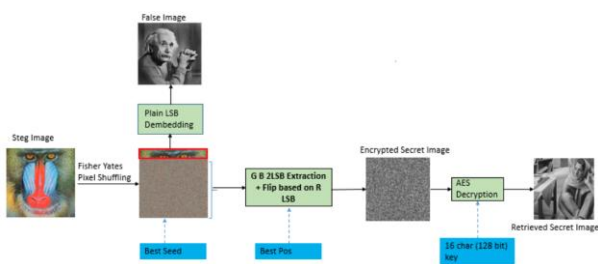 False Image
Plain LSB
Dembedding
Steg Image
Fisher Yates
Pixel Shuffling
G B 2LSB Extraction
+ Flip based on R
LSB
Encrypted Secret Image
AES
Decryption
Retrieved Secret Image
Best Seed
Best Pos
16 char (128 bit)
key